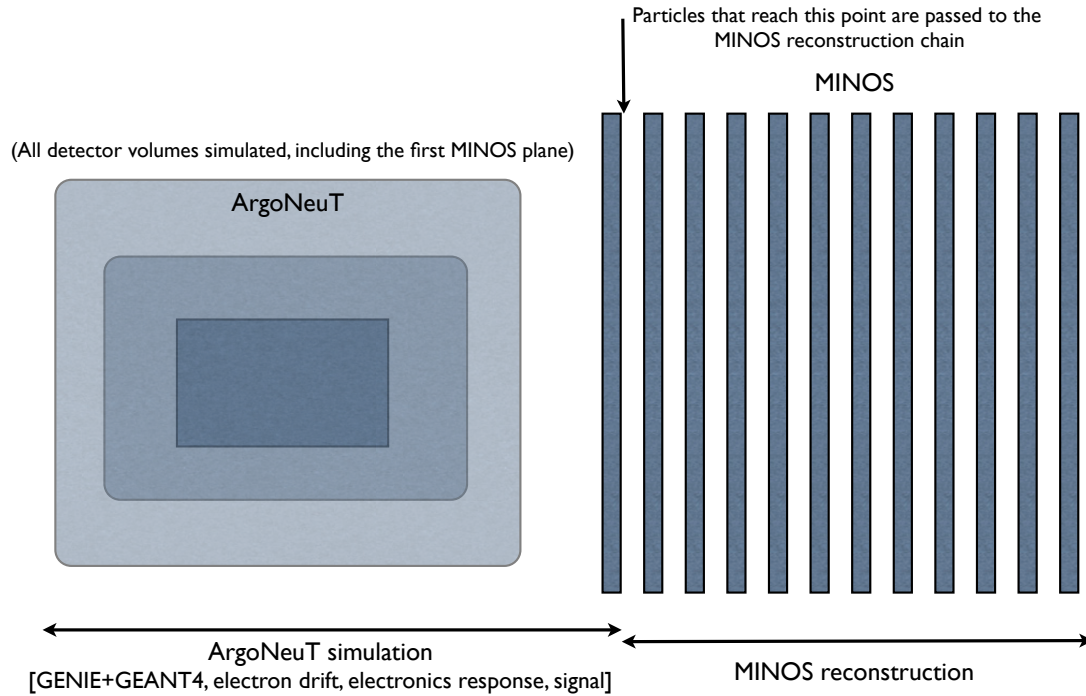 Particles that reach this point are passed to the
MINOS reconstruction chain
MINOS
(All detector volumes simulated, including the first MINOS plane)
ArgoNeuT
ArgoNeuT simulation
[GENIE+GEANT4, electron drift, electronics response, signal]
MINOS reconstruction